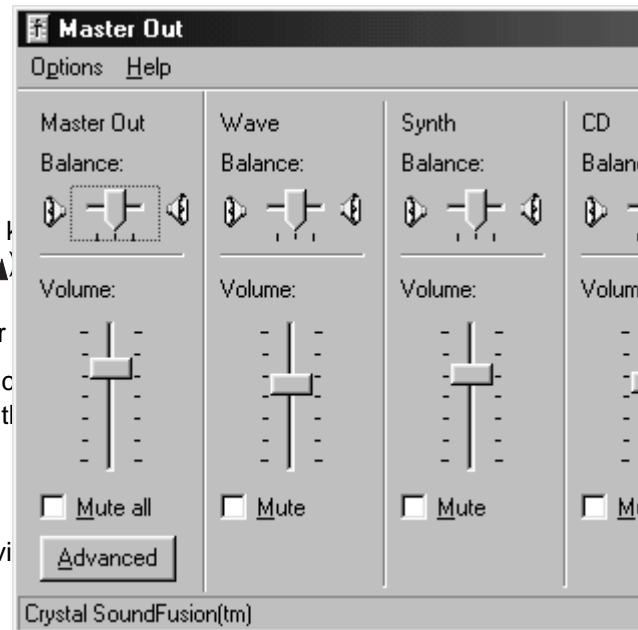 Master Out
Options Help
Master Out Wave Synth CD
Balance: Balance: Balance:
Volume: Volume: Volume:
Mute all Mute Mute
Advanced
Crystal SoundFusion(tm)